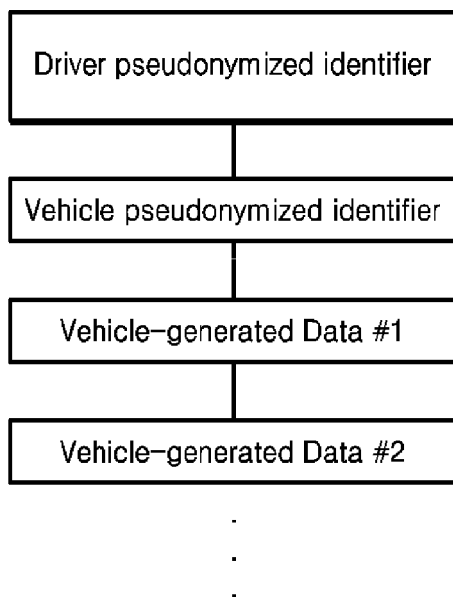 Driver pseudonymized identifier
Vehicle pseudonymized identifier
Vehicle-generated Data #1
Vehicle-generated Data #2
.
.
.